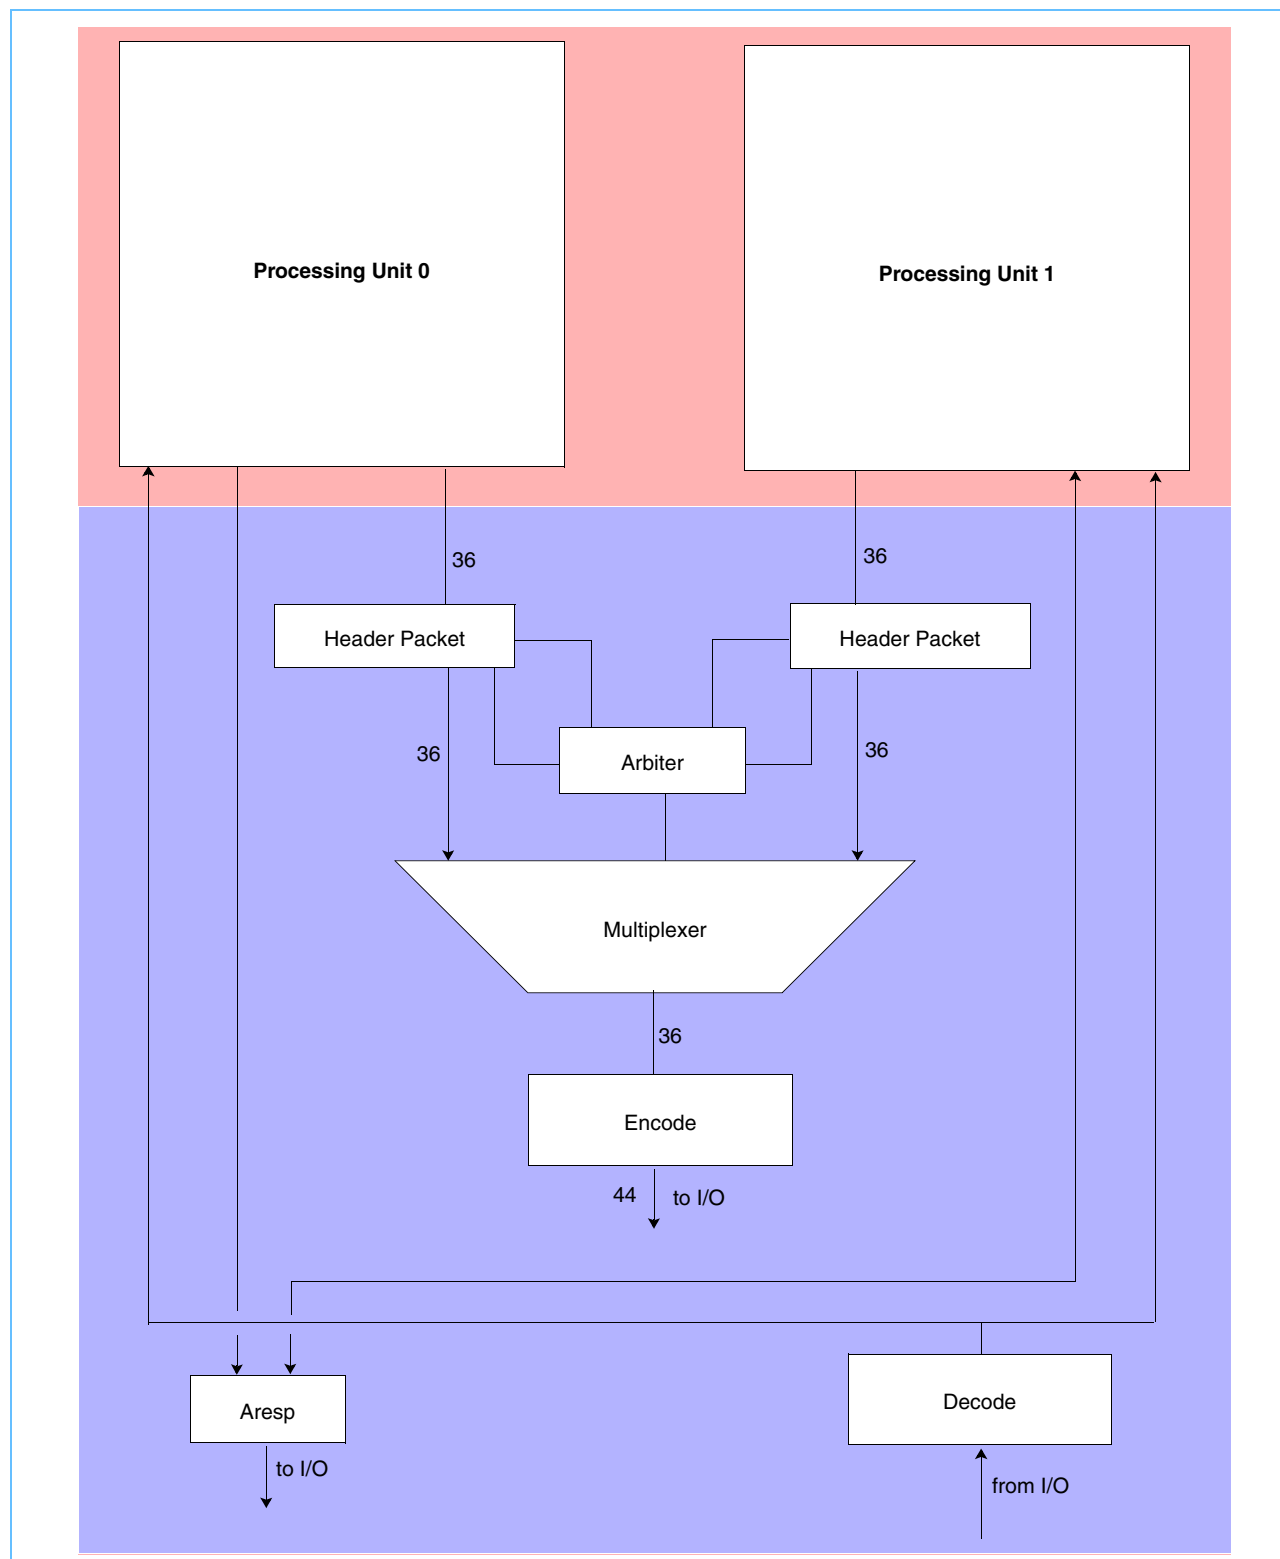 Processing Unit 0
Processing Unit 1
36
36
Header Packet
Header Packet
36
Arbiter
36
Multiplexer
36
Encode
44
to I/O
Aresp
Decode
to I/O
from I/O